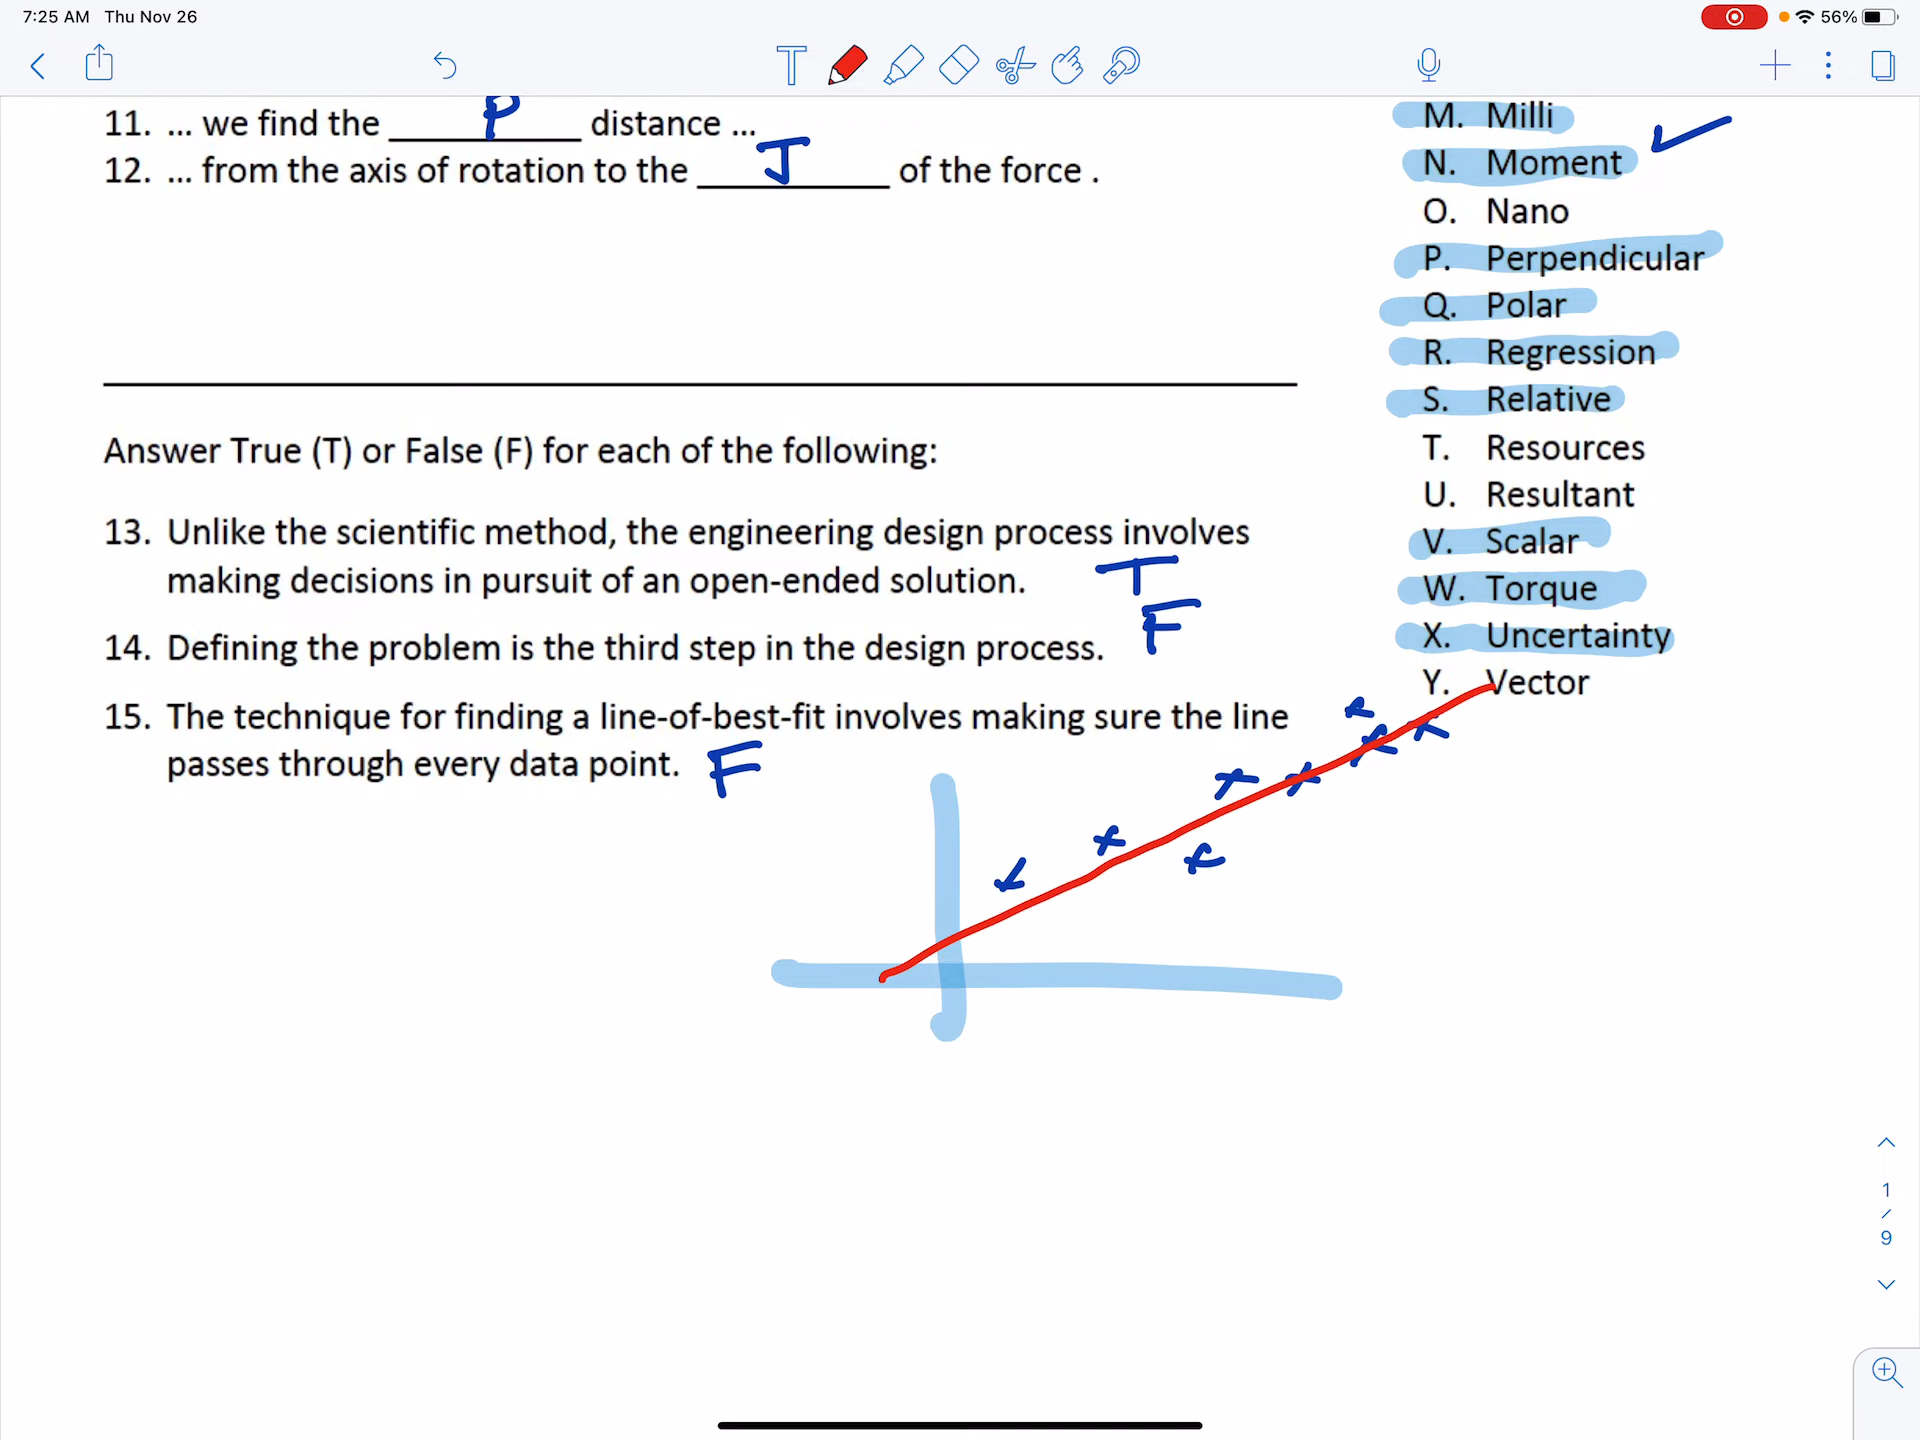 7:25 AM Thu Nov 26
56%
T
11. ... we find the ____P____ distance ...
12. ... from the axis of rotation to the ____J____ of the force .
Answer True (T) or False (F) for each of the following:
13. Unlike the scientific method, the engineering design process involves
making decisions in pursuit of an open-ended solution. T
14. Defining the problem is the third step in the design process. F
15. The technique for finding a line-of-best-fit involves making sure the line
passes through every data point. F
M. Milli
N. Moment
O. Nano
P. Perpendicular
Q. Polar
R. Regression
S. Relative
T. Resources
U. Resultant
V. Scalar
W. Torque
X. Uncertainty
Y. Vector
1
/
9